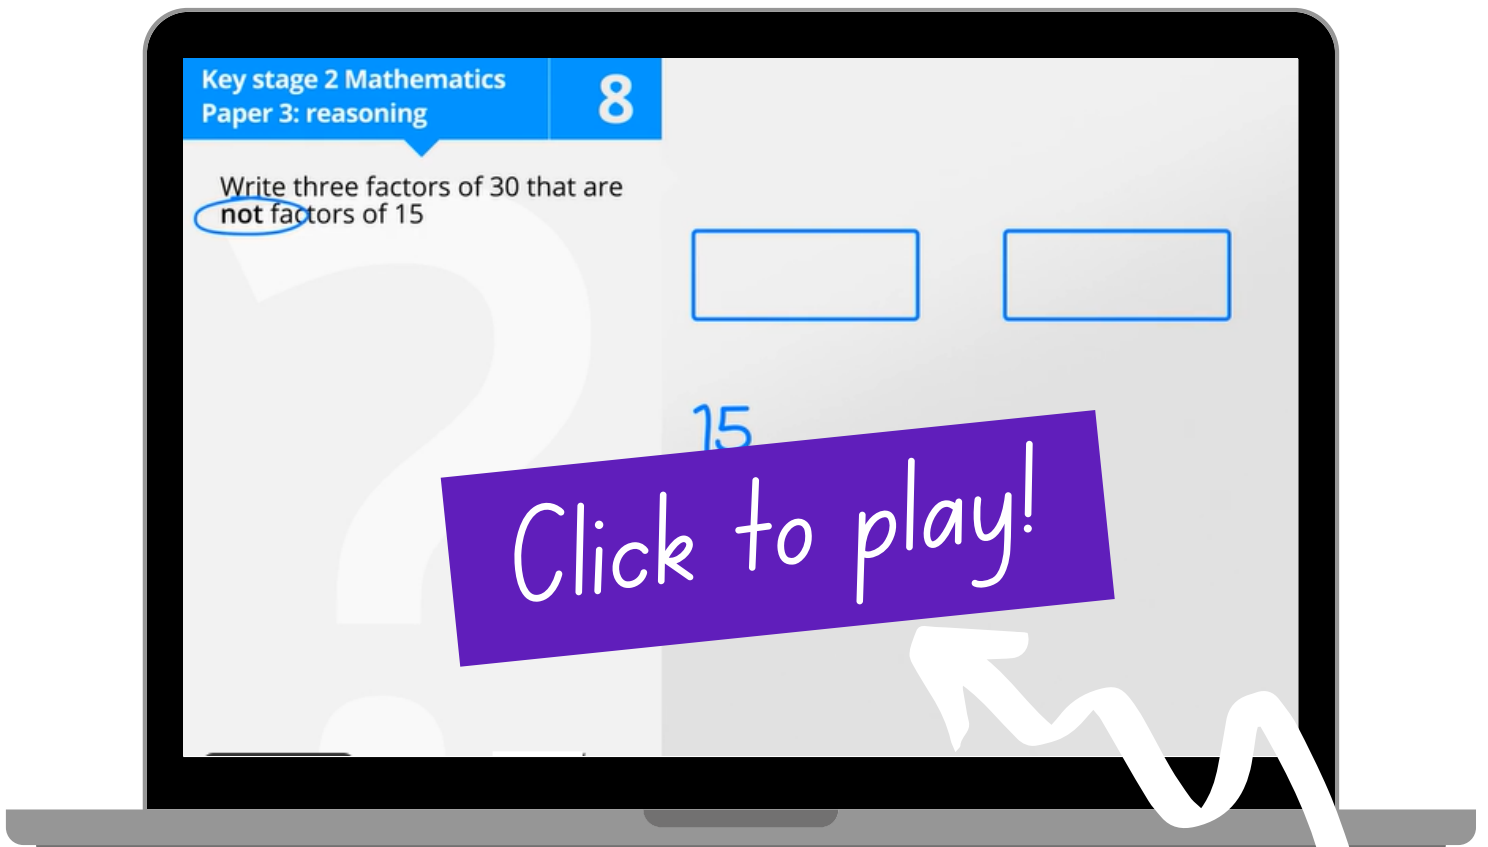 Key stage 2 Mathematics
Paper 3: reasoning
8
Write three factors of 30 that are
not factors of 15
15
Click to play!